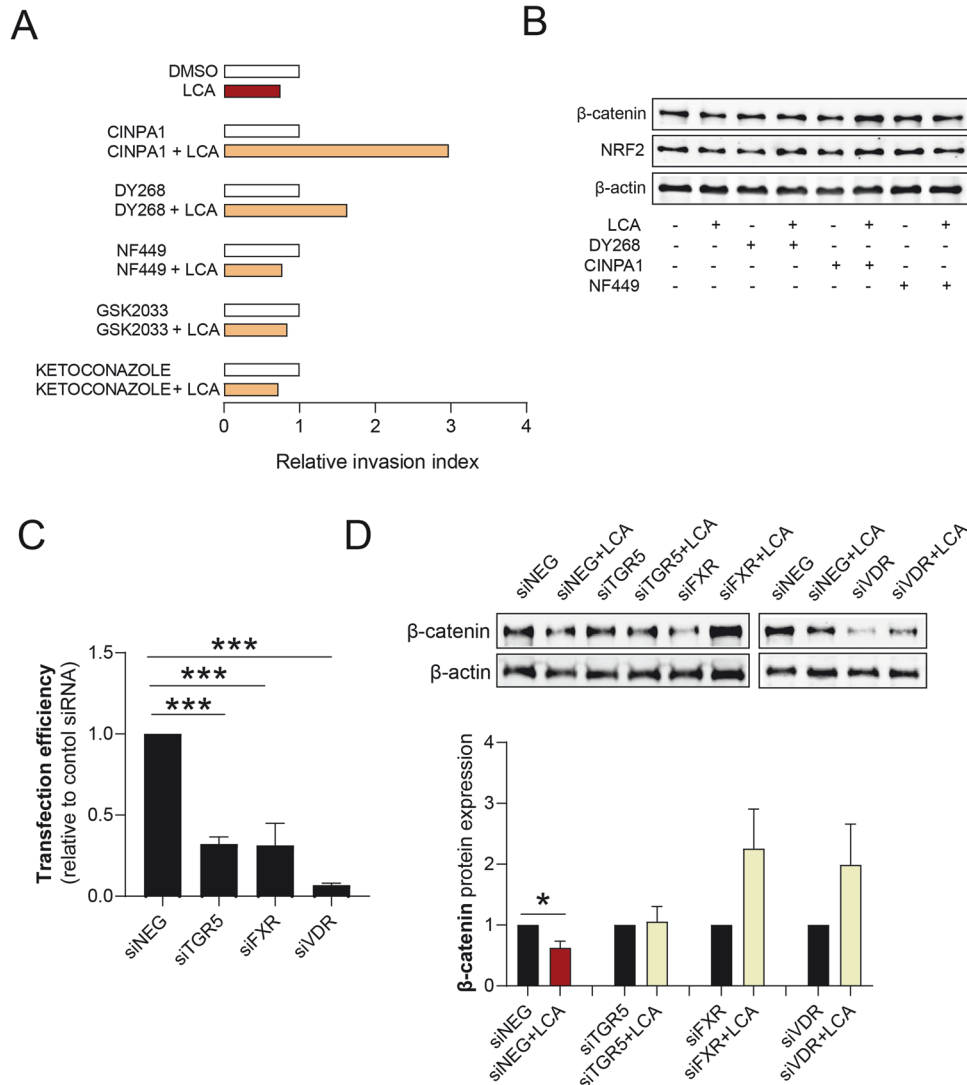 A
DMSO
LCA
CINPA1
CINPA1 + LCA
DY268
DY268 + LCA
NF449
NF449 + LCA
GSK2033
GSK2033 + LCA
KETOCONAZOLE
KETOCONAZOLE + LCA
0 1 2 3 4
Relative invasion index
B
β-catenin
NRF2
β-actin
LCA - + - + - + - +
DY268 - - + + - - - -
CINPA1 - - - - + + - -
NF449 - - - - - - + +
C
Transfection efficiency
(relative to contol siRNA)
1.5
1.0
0.5
0.0
***
***
***
siNEG
siTGR5
siFXR
siVDR
D
siNEG
siNEG+LCA
siTGR5
siTGR5+LCA
siFXR
siFXR+LCA
siNEG
siNEG+LCA
siVDR
siVDR+LCA
β-catenin
β-actin
β-catenin protein expression
4
3
2
1
0
*
siNEG
siNEG+LCA
siTGR5
siTGR5+LCA
siFXR
siFXR+LCA
siVDR
siVDR+LCA